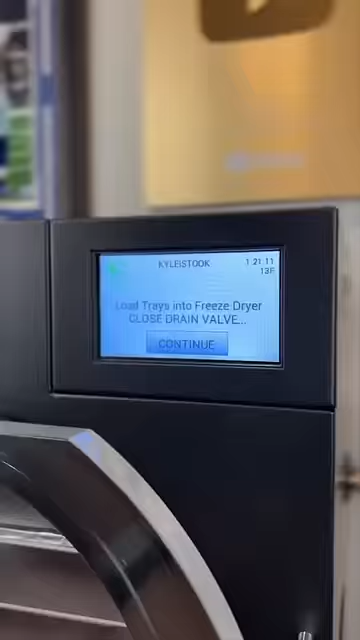 KYLEISTOOK
1.21.11
13F
Load Trays into Freeze Dryer
CLOSE DRAIN VALVE...
CONTINUE